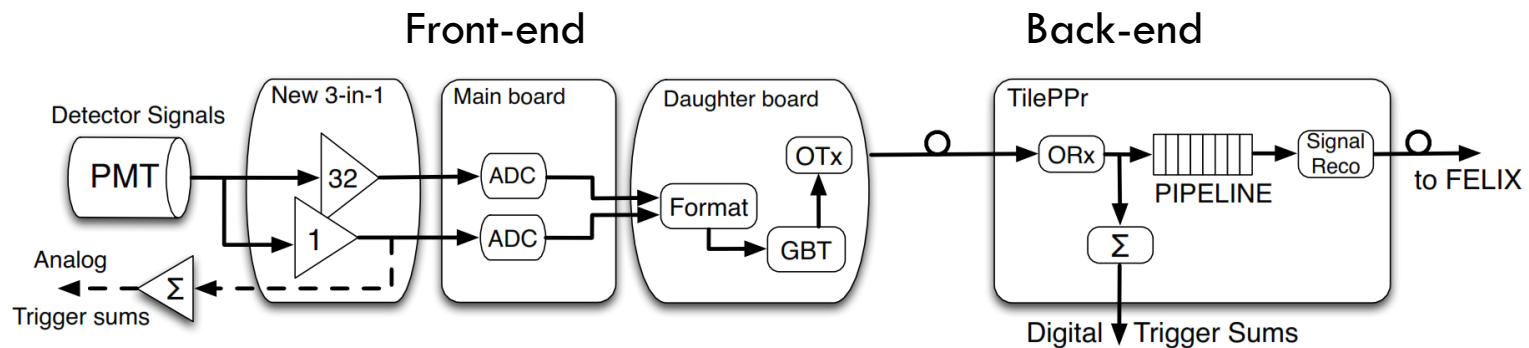 Front-end
Back-end
Detector Signals
PMT
New 3-in-1
32
1
Analog
Σ
Trigger sums
Main board
ADC
ADC
Daughter board
Format
OTx
GBT
TilePPr
ORx
PIPELINE
Signal
Reco
Σ
to FELIX
Digital Trigger Sums